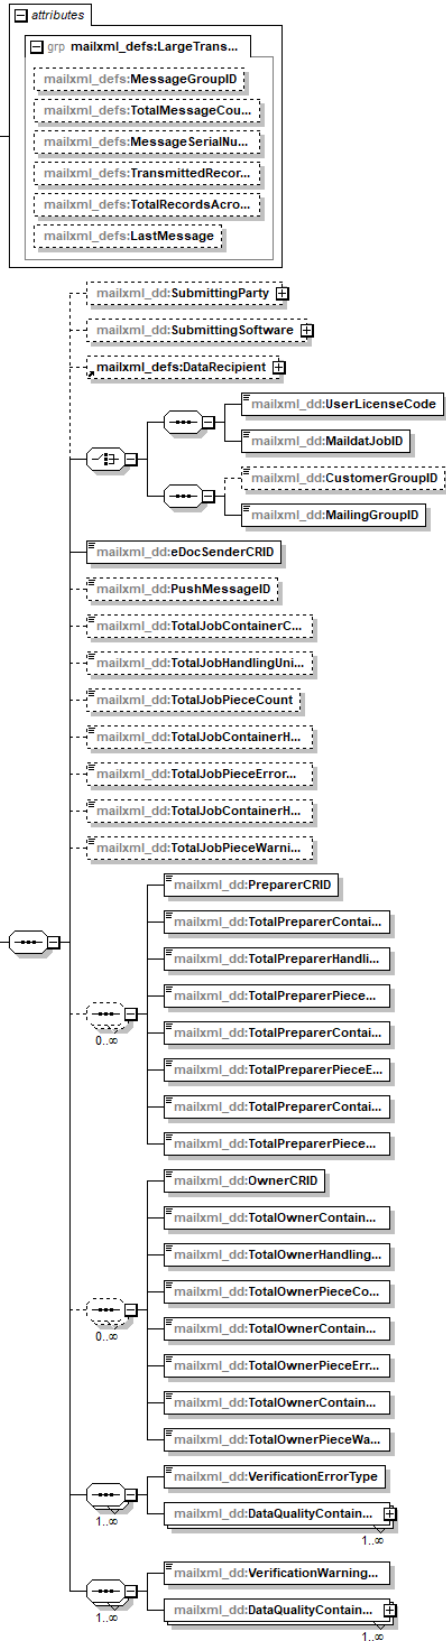 attributes
grp mailxml_defs:LargeTrans...
mailxml_defs:MessageGroupID
mailxml_defs:TotalMessageCou...
mailxml_defs:MessageSerialNu...
mailxml_defs:TransmittedRecor...
mailxml_defs:TotalRecordsAcro...
mailxml_defs:LastMessage
mailxml_dd:SubmittingParty
mailxml_dd:SubmittingSoftware
mailxml_defs:DataRecipient
mailxml_dd:UserLicenseCode
mailxml_dd:MaildatJobID
mailxml_dd:CustomerGroupID
mailxml_dd:MailingGroupID
mailxml_dd:eDocSenderCRID
mailxml_dd:PushMessageID
mailxml_dd:TotalJobContainerC...
mailxml_dd:TotalJobHandlingUni...
mailxml_dd:TotalJobPieceCount
mailxml_dd:TotalJobContainerH...
mailxml_dd:TotalJobPieceError...
mailxml_dd:TotalJobContainerH...
mailxml_dd:TotalJobPieceWarni...
mailxml_dd:PreparerCRID
mailxml_dd:TotalPreparerContai...
mailxml_dd:TotalPreparerHandli...
mailxml_dd:TotalPreparerPiece...
mailxml_dd:TotalPreparerContai...
0..∞
mailxml_dd:TotalPreparerPieceE...
mailxml_dd:TotalPreparerContai...
mailxml_dd:TotalPreparerPiece...
mailxml_dd:OwnerCRID
mailxml_dd:TotalOwnerContain...
mailxml_dd:TotalOwnerHandling...
mailxml_dd:TotalOwnerPieceCo...
mailxml_dd:TotalOwnerContain...
0..∞
mailxml_dd:TotalOwnerPieceErr...
mailxml_dd:TotalOwnerContain...
mailxml_dd:TotalOwnerPieceWa...
mailxml_dd:VerificationErrorType
mailxml_dd:DataQualityContain...
1..∞
1..∞
mailxml_dd:VerificationWarning...
mailxml_dd:DataQualityContain...
1..∞
1..∞